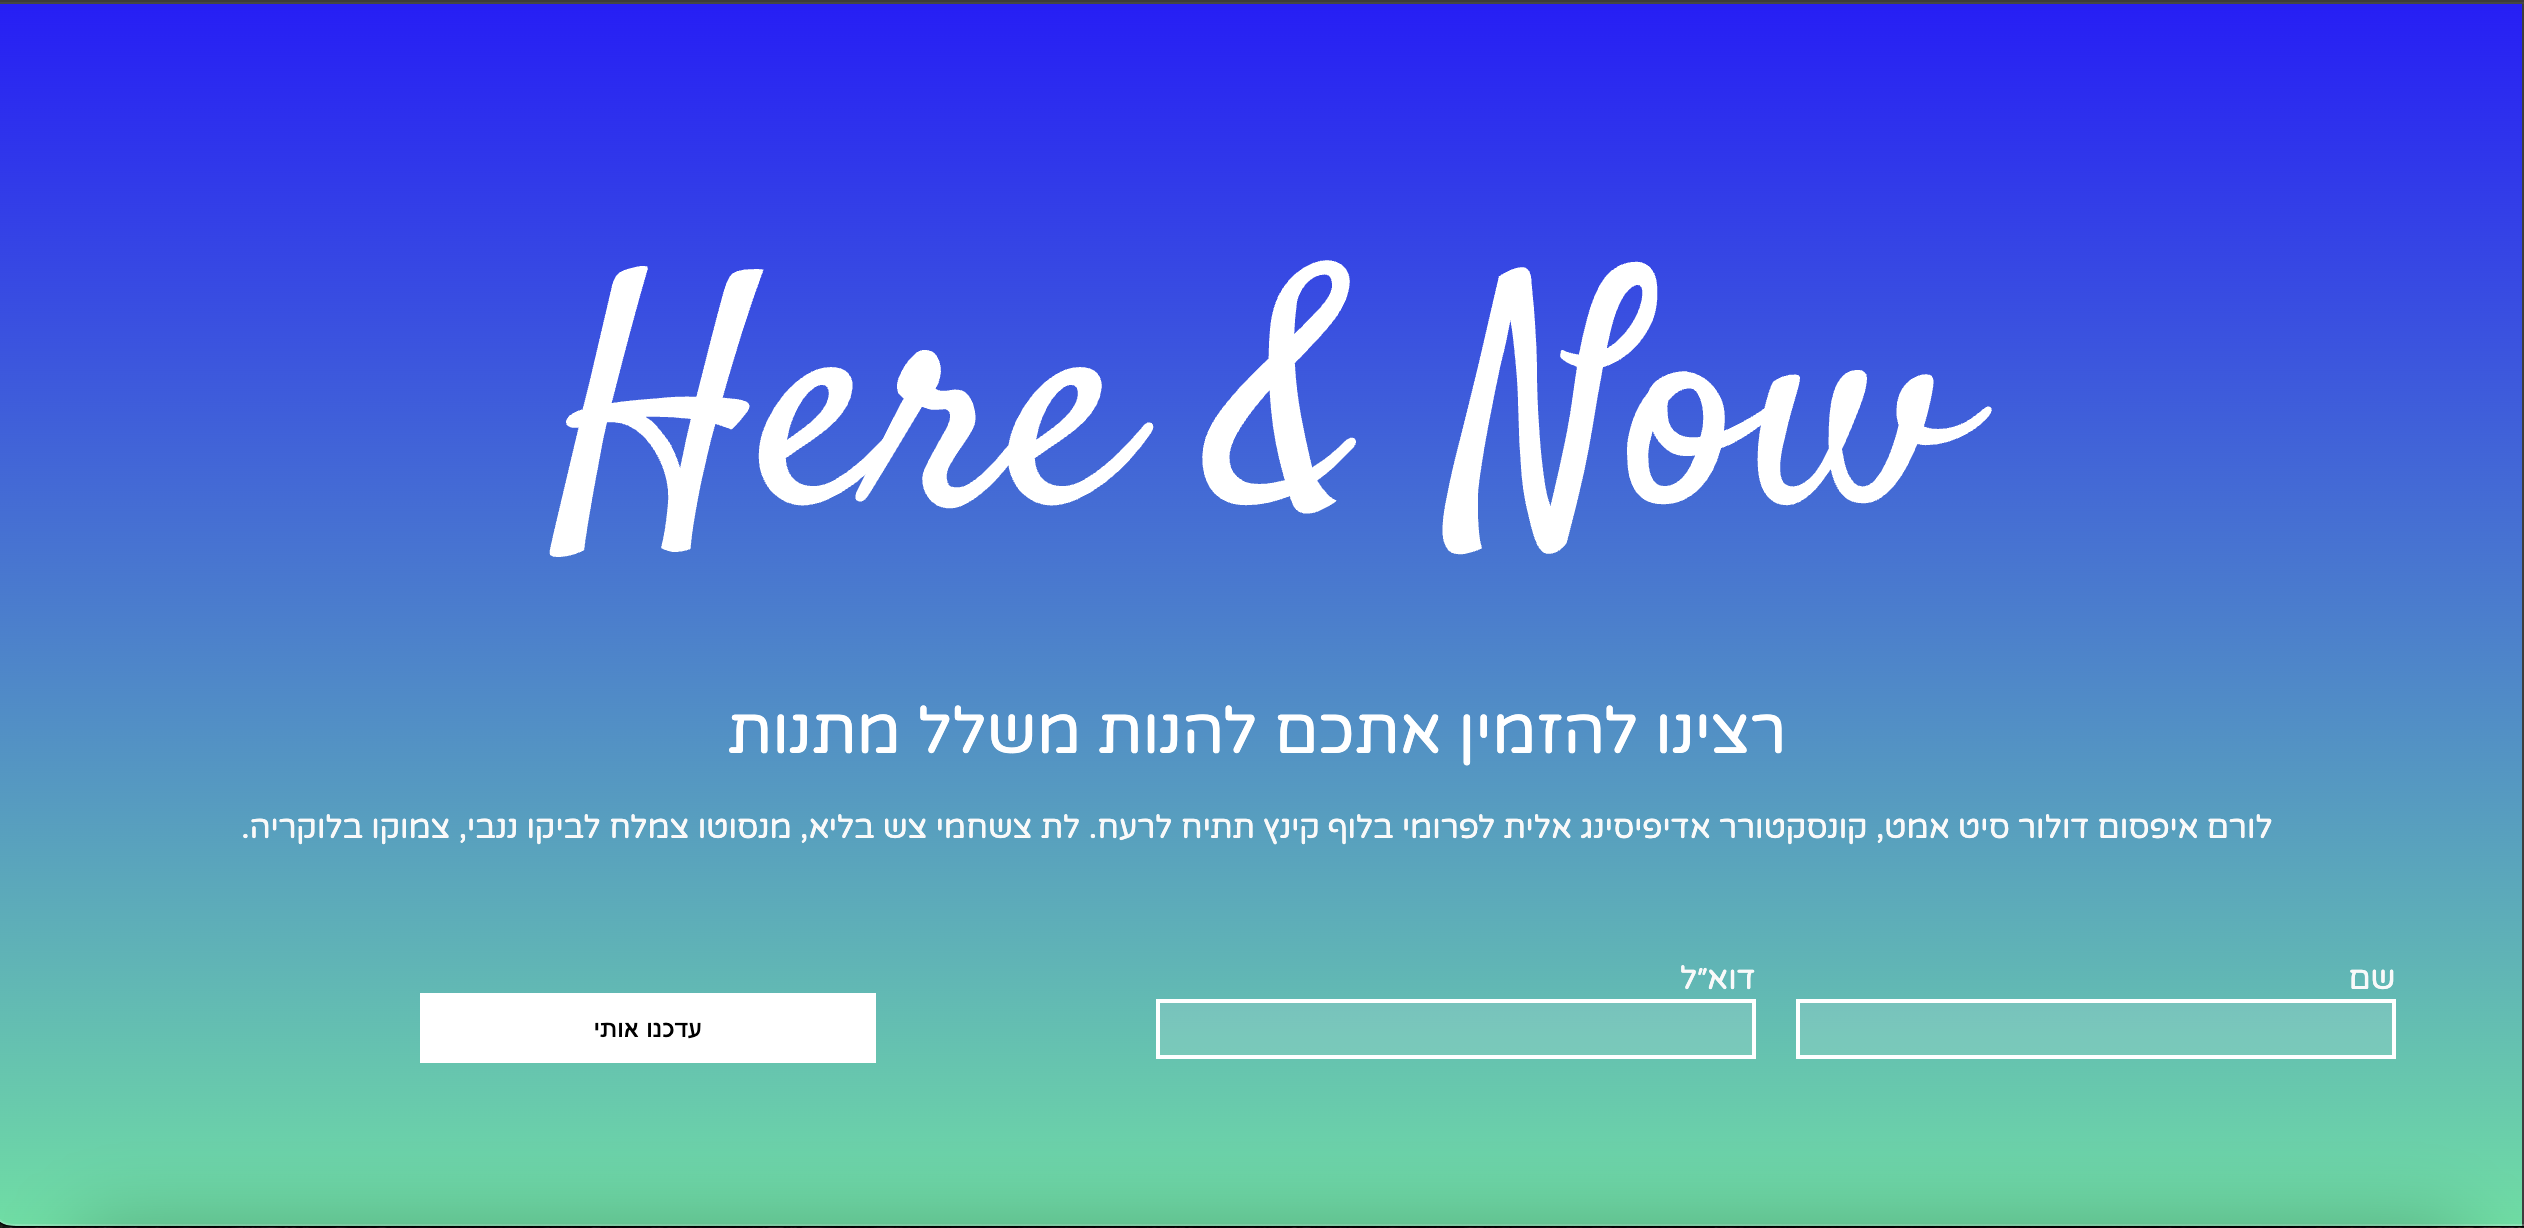 Here & Now
רצינו להזמין אתכם להנות משלל מתנות
לורם איפסום דולור סיט אמט, קונסקטורר אדיפיסינג אלית לפרומי בלוף קינץ תתיח לרעח. לת צשחמי צש בליא, מנסוטו צמלח לביקו ננבי, צמוקו בלוקריה.
שם
דוא״ל
עדכנו אותי